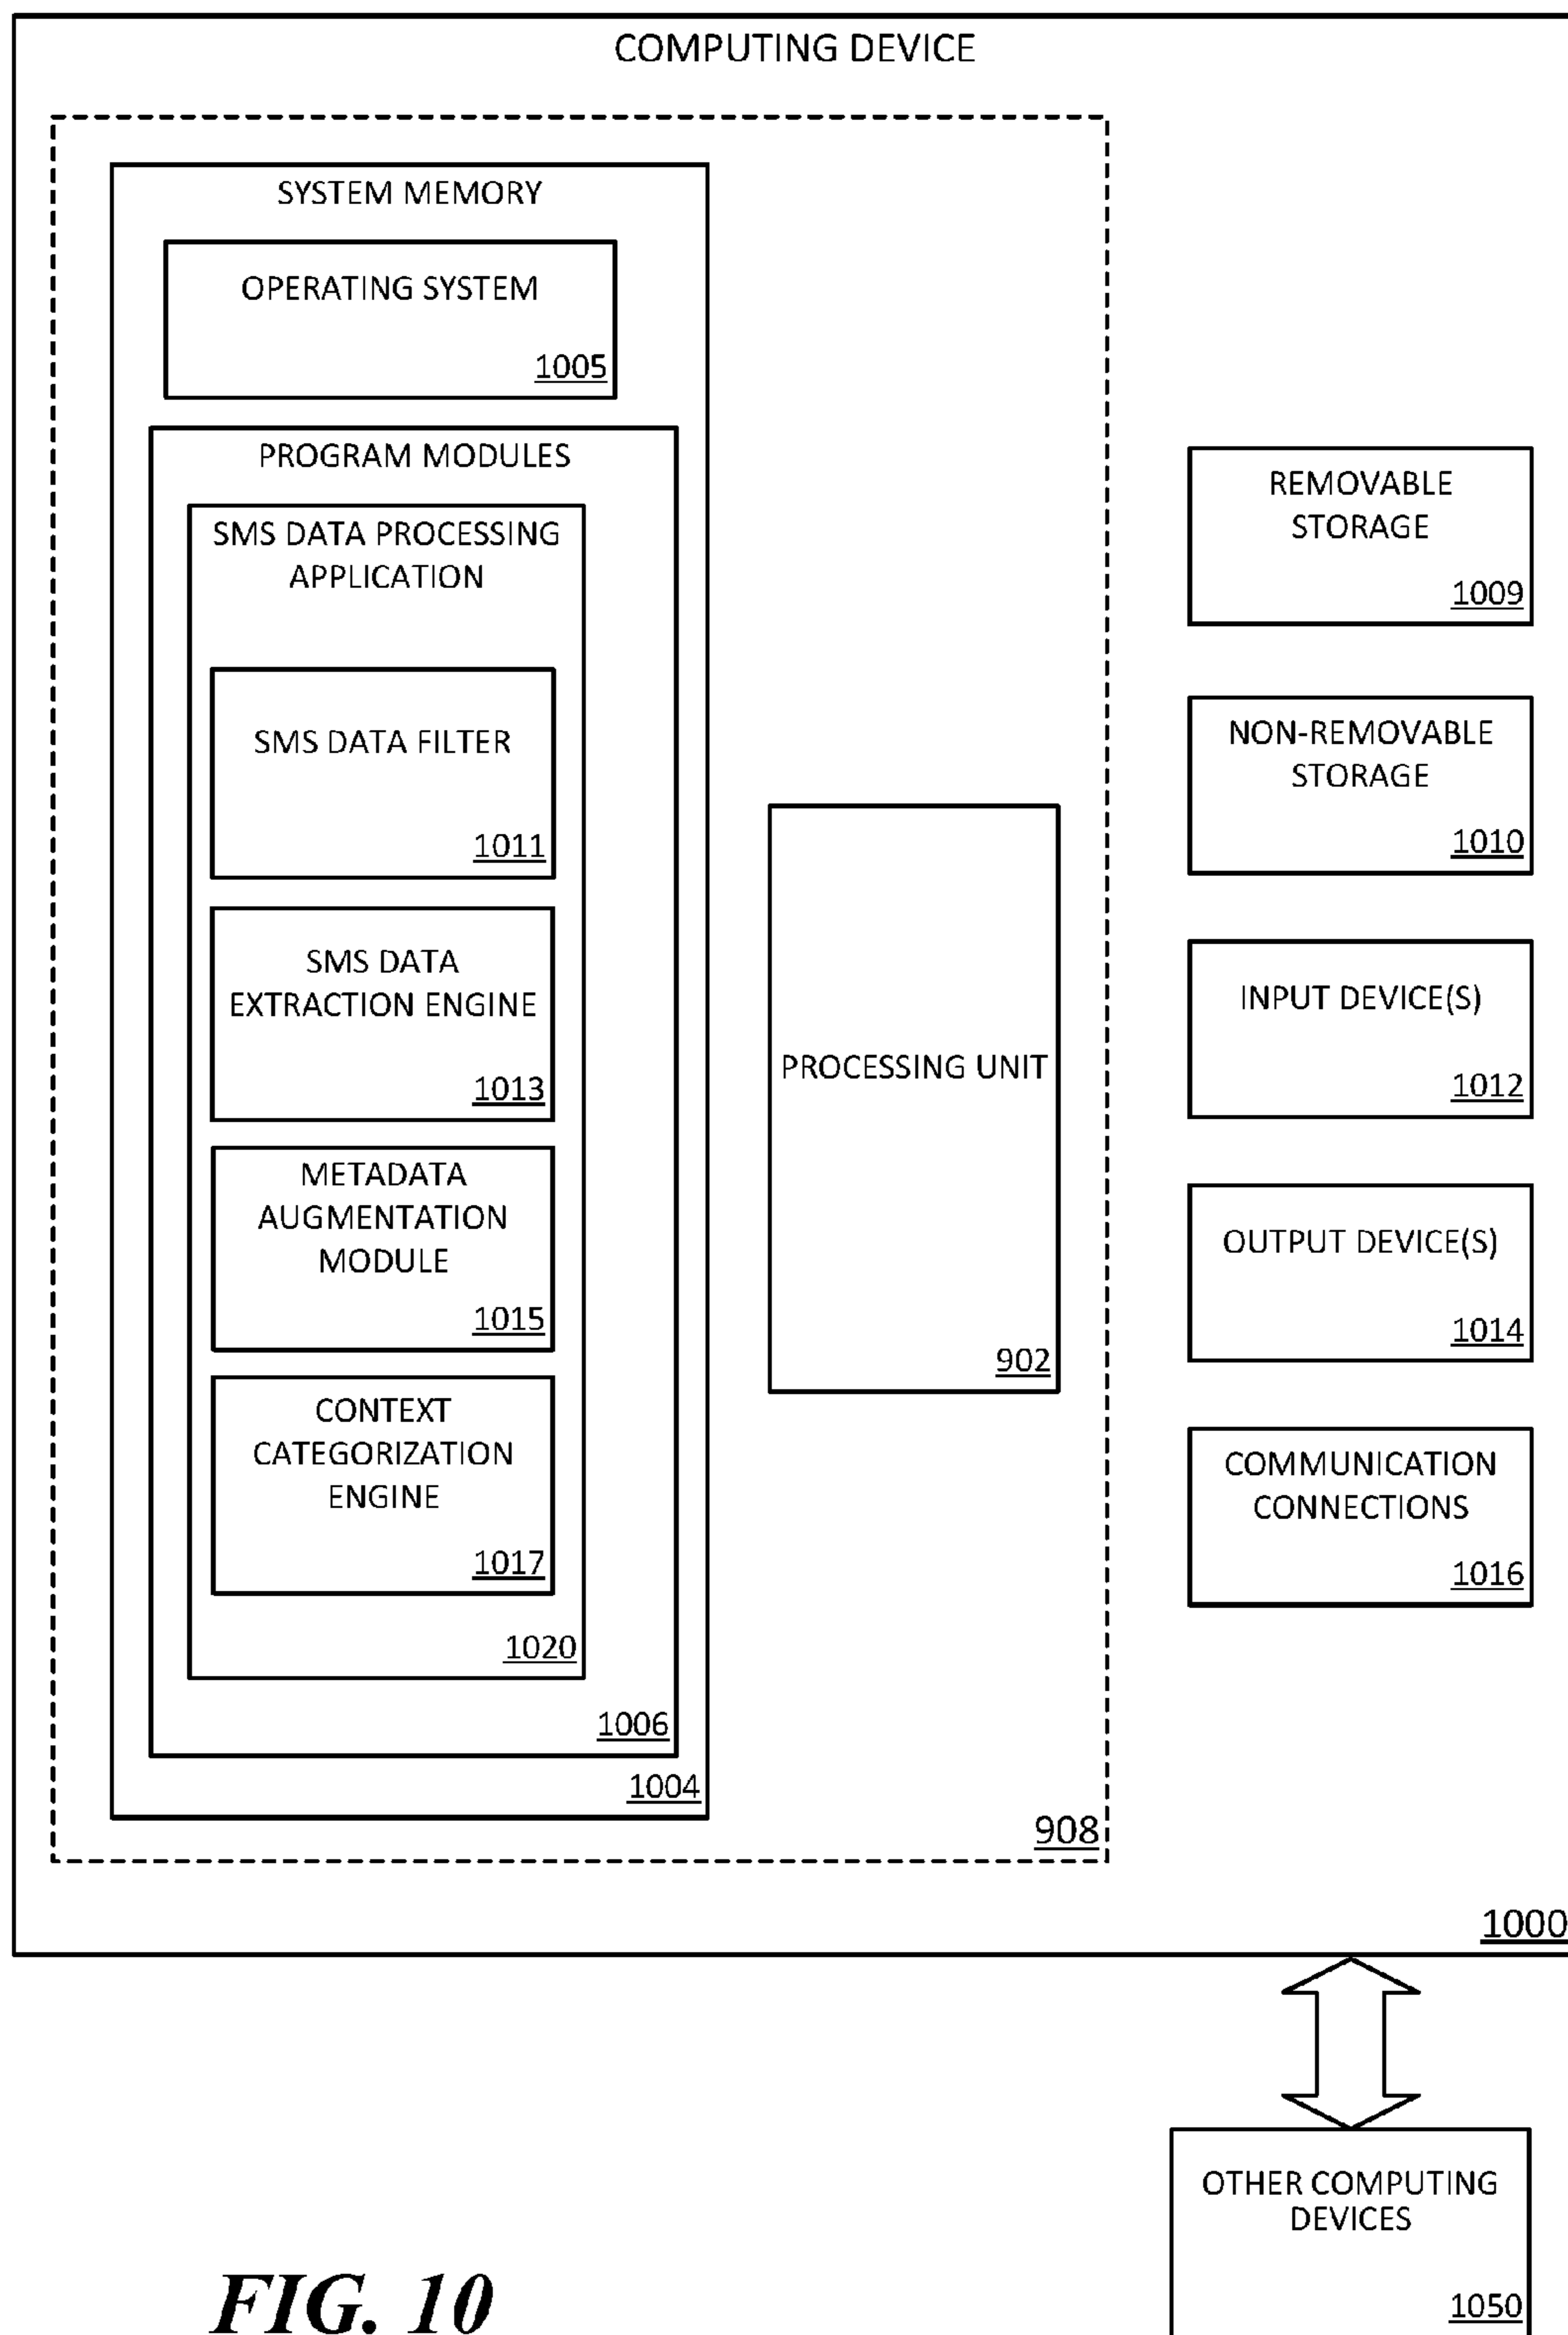 COMPUTING DEVICE
SYSTEM MEMORY
OPERATING SYSTEM
1005
PROGRAM MODULES
SMS DATA PROCESSING
APPLICATION
SMS DATA FILTER
1011
SMS DATA
EXTRACTION ENGINE
1013
METADATA
AUGMENTATION
MODULE
1015
CONTEXT
CATEGORIZATION
ENGINE
1017
1020
1006
1004
PROCESSING UNIT
902
908
REMOVABLE
STORAGE
1009
NON-REMOVABLE
STORAGE
1010
INPUT DEVICE(S)
1012
OUTPUT DEVICE(S)
1014
COMMUNICATION
CONNECTIONS
1016
1000
OTHER COMPUTING
DEVICES
1050
FIG. 10